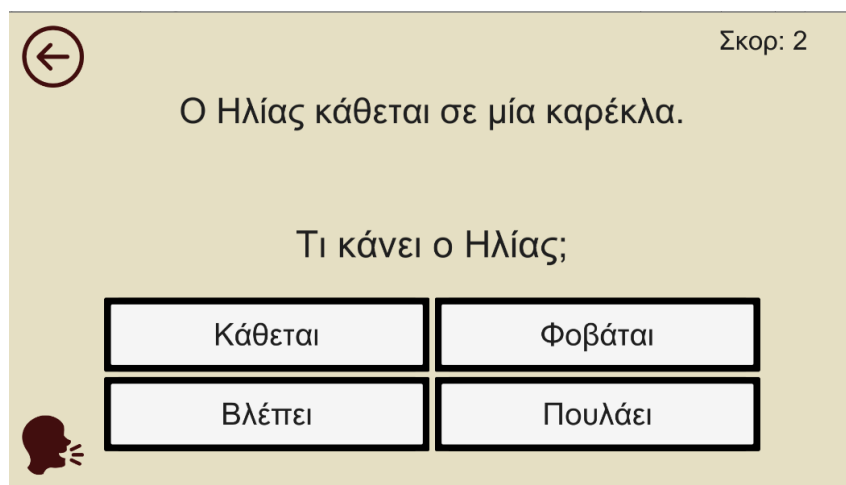 Σκορ: 2
Ο Ηλίας κάθεται σε μία καρέκλα.
Τι κάνει ο Ηλίας;
Κάθεται
Φοβάται
Βλέπει
Πουλάει